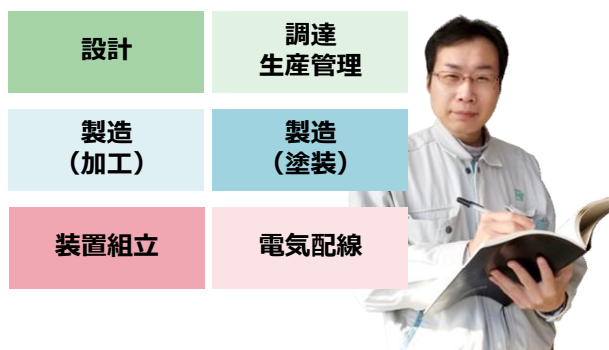 設計
調達
生産管理
製造
（加工）
製造
（塗装）
装置組立
電気配線